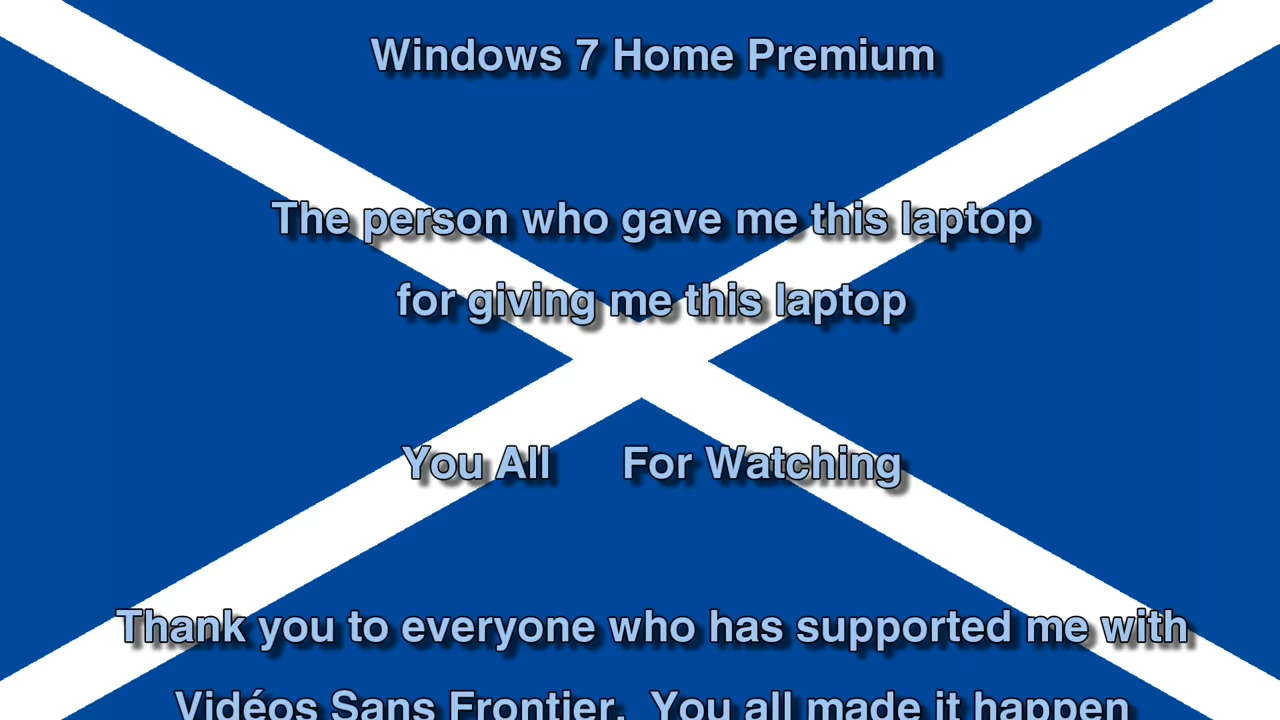 Windows 7 Home Premium
The person who gave me this laptop
for giving me this laptop
You All For Watching
Thank you to everyone who has supported me with
Vidéos Sans Frontier. You all made it happen